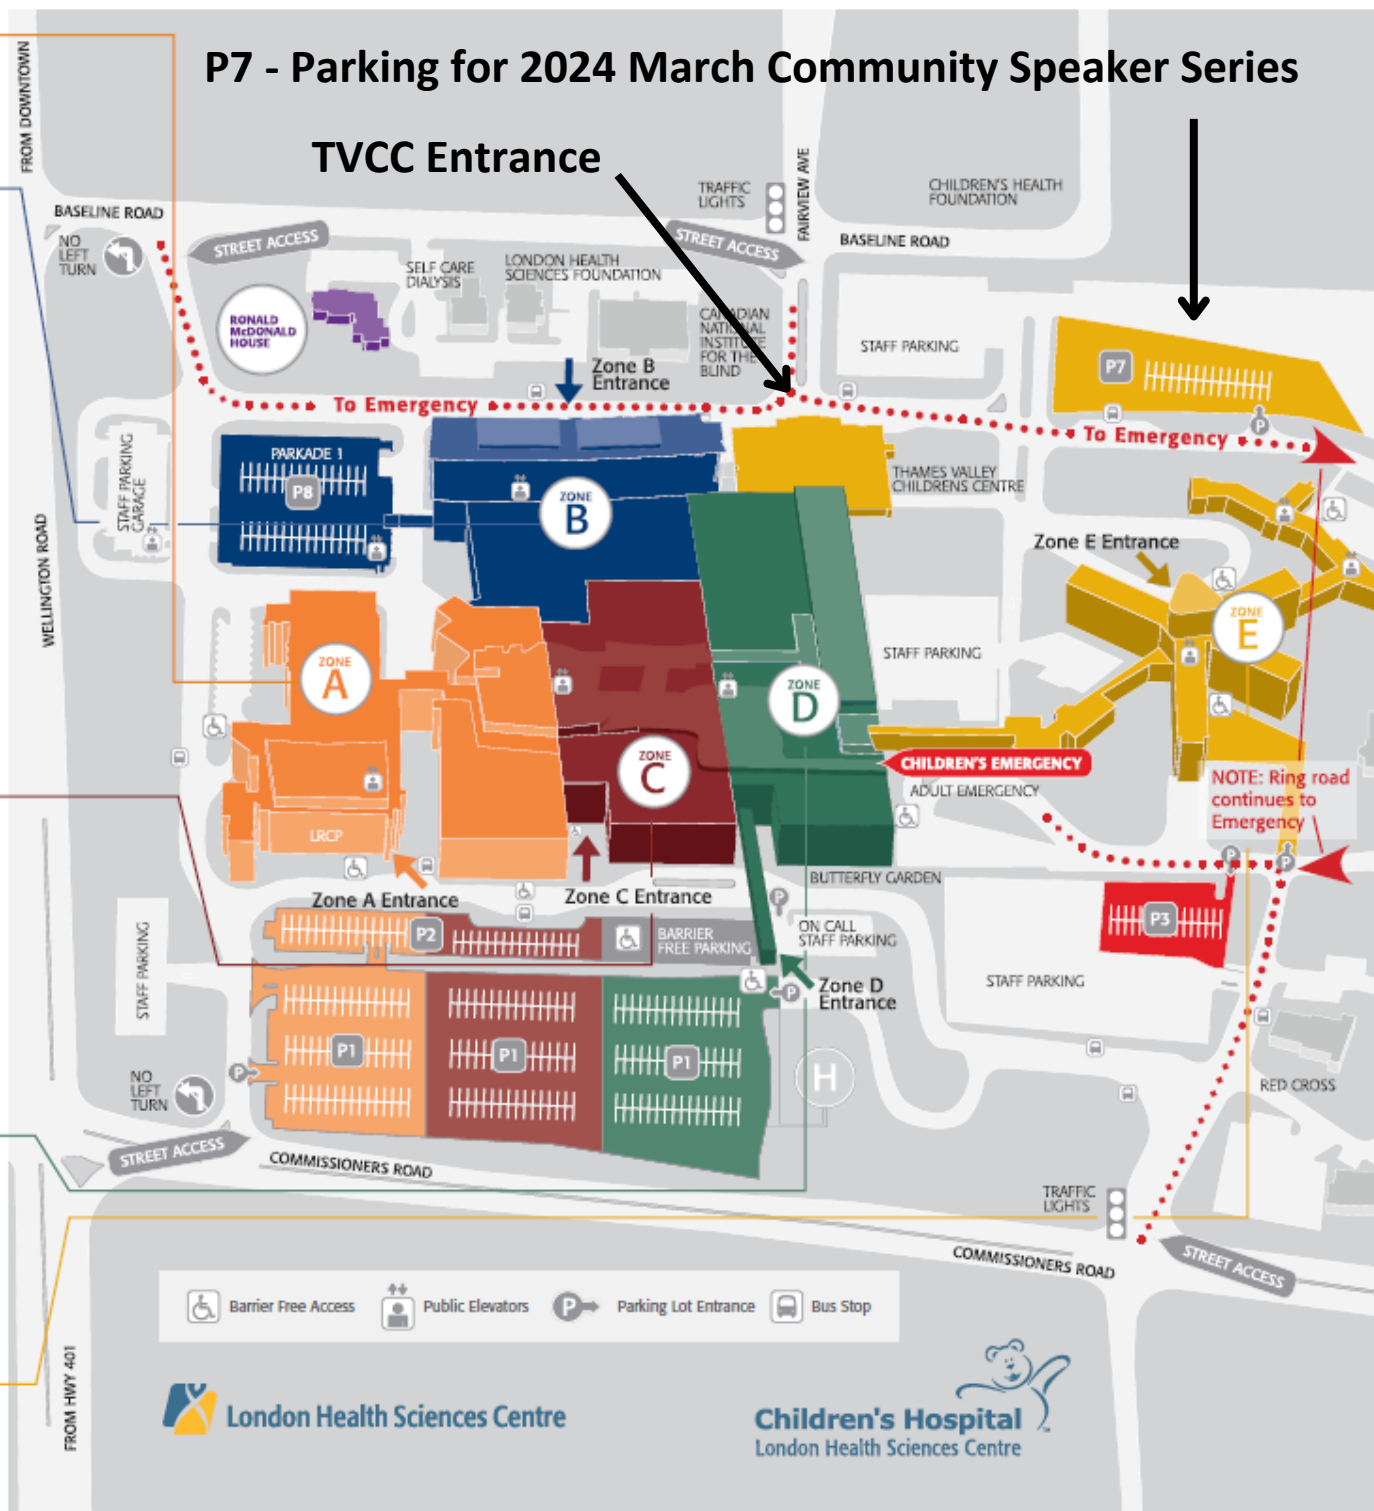 P7 - Parking for 2024 March Community Speaker Series
TVCC Entrance
FROM DOWNTOWN
TRAFFIC
LIGHTS
FAIRVIEW AVE
CHILDREN'S HEALTH
FOUNDATION
BASELINE ROAD
NO
LEFT
TURN
STREET ACCESS
STREET ACCESS
BASELINE ROAD
SELF CARE
DIALYSIS
LONDON HEALTH
SCIENCES FOUNDATION
RONALD
McDONALD
HOUSE
CANADIAN
NATIONAL
INSTITUTE
FOR THE
BLIND
STAFF PARKING
P7
Zone B
Entrance
To Emergency
To Emergency
STAFF PARKING
GARAGE
PARKADE 1
P8
ZONE
B
THAMES VALLEY
CHILDRENS CENTRE
Zone E Entrance
WELLINGTON ROAD
ZONE
A
ZONE
E
STAFF PARKING
ZONE
D
ZONE
C
CHILDREN'S EMERGENCY
ADULT EMERGENCY
NOTE: Ring road
continues to
Emergency
LRCP
Zone A Entrance
Zone C Entrance
BUTTERFLY GARDEN
P2
BARRIER
FREE PARKING
ON CALL
STAFF PARKING
P3
STAFF PARKING
Zone D
Entrance
STAFF PARKING
P1
P1
P1
H
NO
LEFT
TURN
RED CROSS
STREET ACCESS
COMMISSIONERS ROAD
TRAFFIC
LIGHTS
COMMISSIONERS ROAD
STREET ACCESS
Barrier Free Access
Public Elevators
P
Parking Lot Entrance
Bus Stop
FROM HWY 401
London Health Sciences Centre
Children's Hospital
London Health Sciences Centre